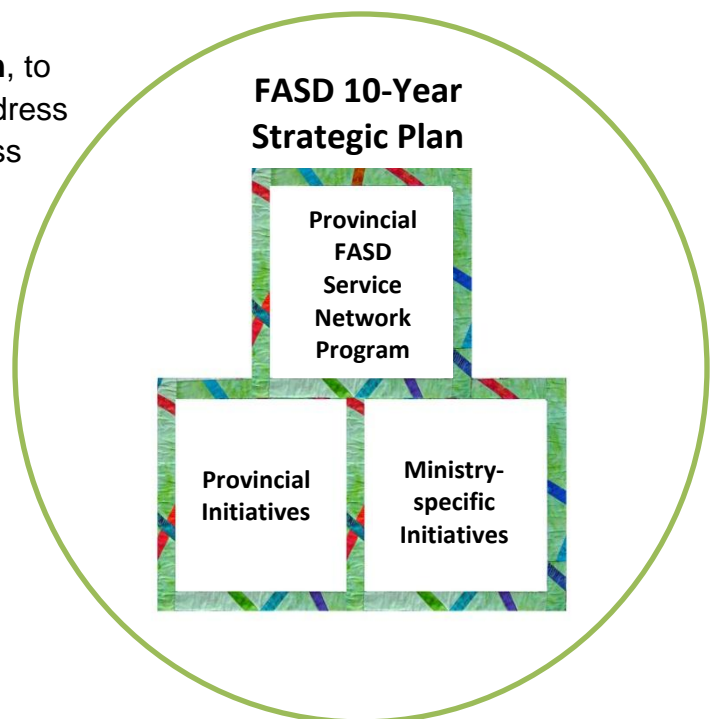 n, to
dress
ss
FASD 10-Year
Strategic Plan
Provincial
FASD
Service
Network
Program
Provincial
Initiatives
Ministry-
specific
Initiatives